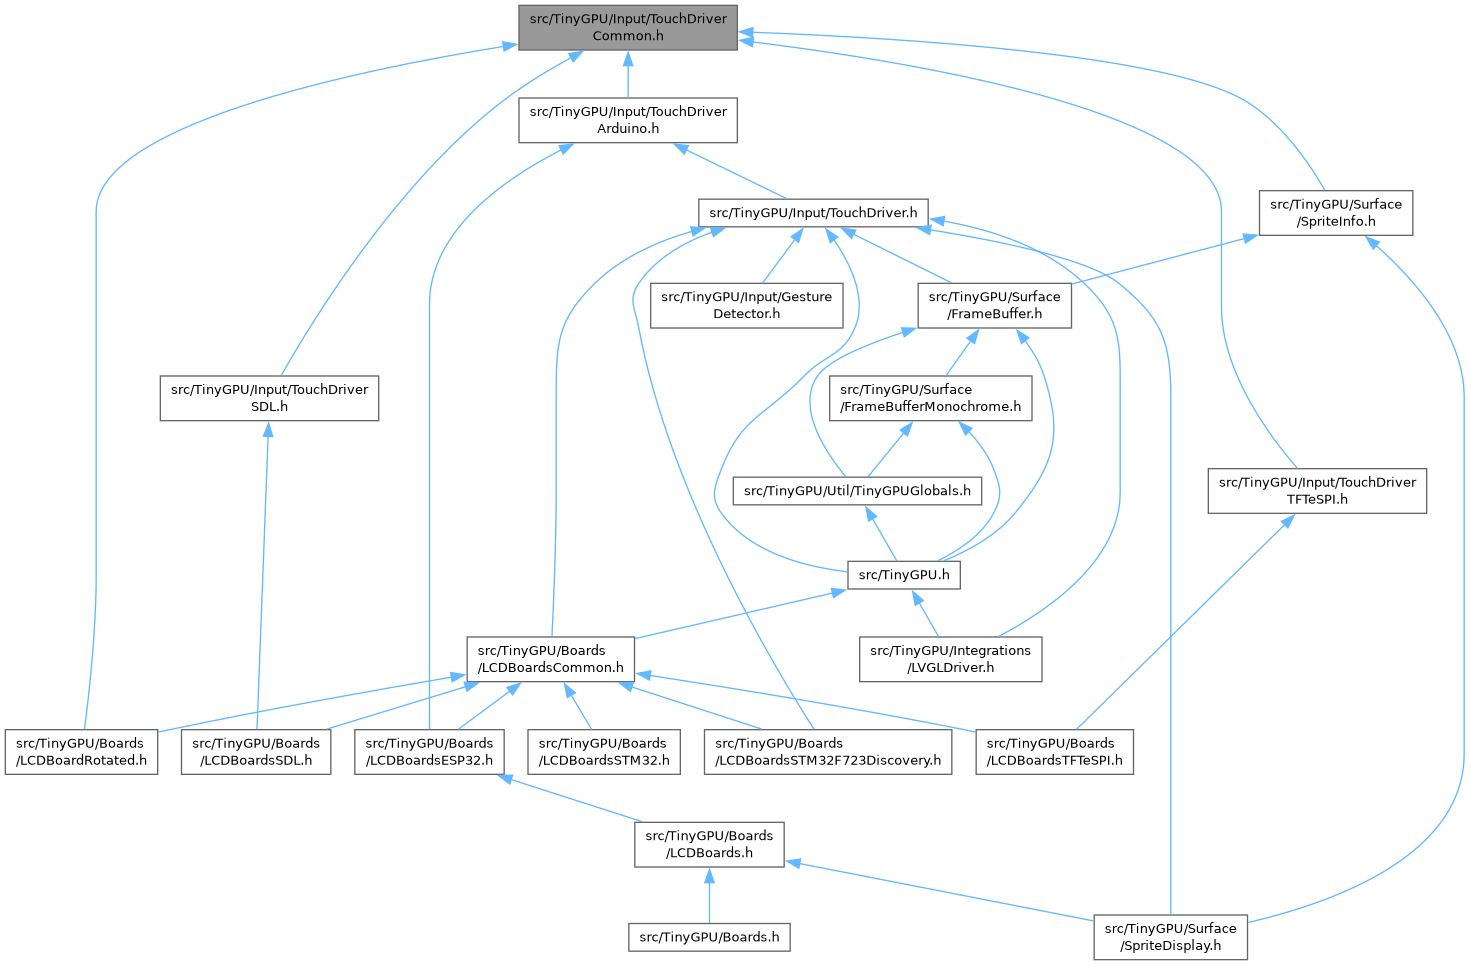 src/TinyGPU/Input/TouchDriver
Common.h
src/TinyGPU/Input/TouchDriver
Arduino.h
src/TinyGPU/Surface
/SpriteInfo.h
src/TinyGPU/Input/TouchDriver.h
src/TinyGPU/Input/Gesture
Detector.h
src/TinyGPU/Surface
/FrameBuffer.h
src/TinyGPU/Input/TouchDriver
SDL.h
src/TinyGPU/Surface
/FrameBufferMonochrome.h
src/TinyGPU/Util/TinyGPUGlobals.h
src/TinyGPU/Input/TouchDriver
TFTeSPI.h
src/TinyGPU.h
src/TinyGPU/Boards
/LCDBoardsCommon.h
src/TinyGPU/Integrations
/LVGLDriver.h
src/TinyGPU/Boards
/LCDBoardRotated.h
src/TinyGPU/Boards
/LCDBoardsSDL.h
src/TinyGPU/Boards
/LCDBoardsESP32.h
src/TinyGPU/Boards
/LCDBoardsSTM32.h
src/TinyGPU/Boards
/LCDBoardsSTM32F723Discovery.h
src/TinyGPU/Boards
/LCDBoardsTFTeSPI.h
src/TinyGPU/Boards
/LCDBoards.h
src/TinyGPU/Boards.h
src/TinyGPU/Surface
/SpriteDisplay.h